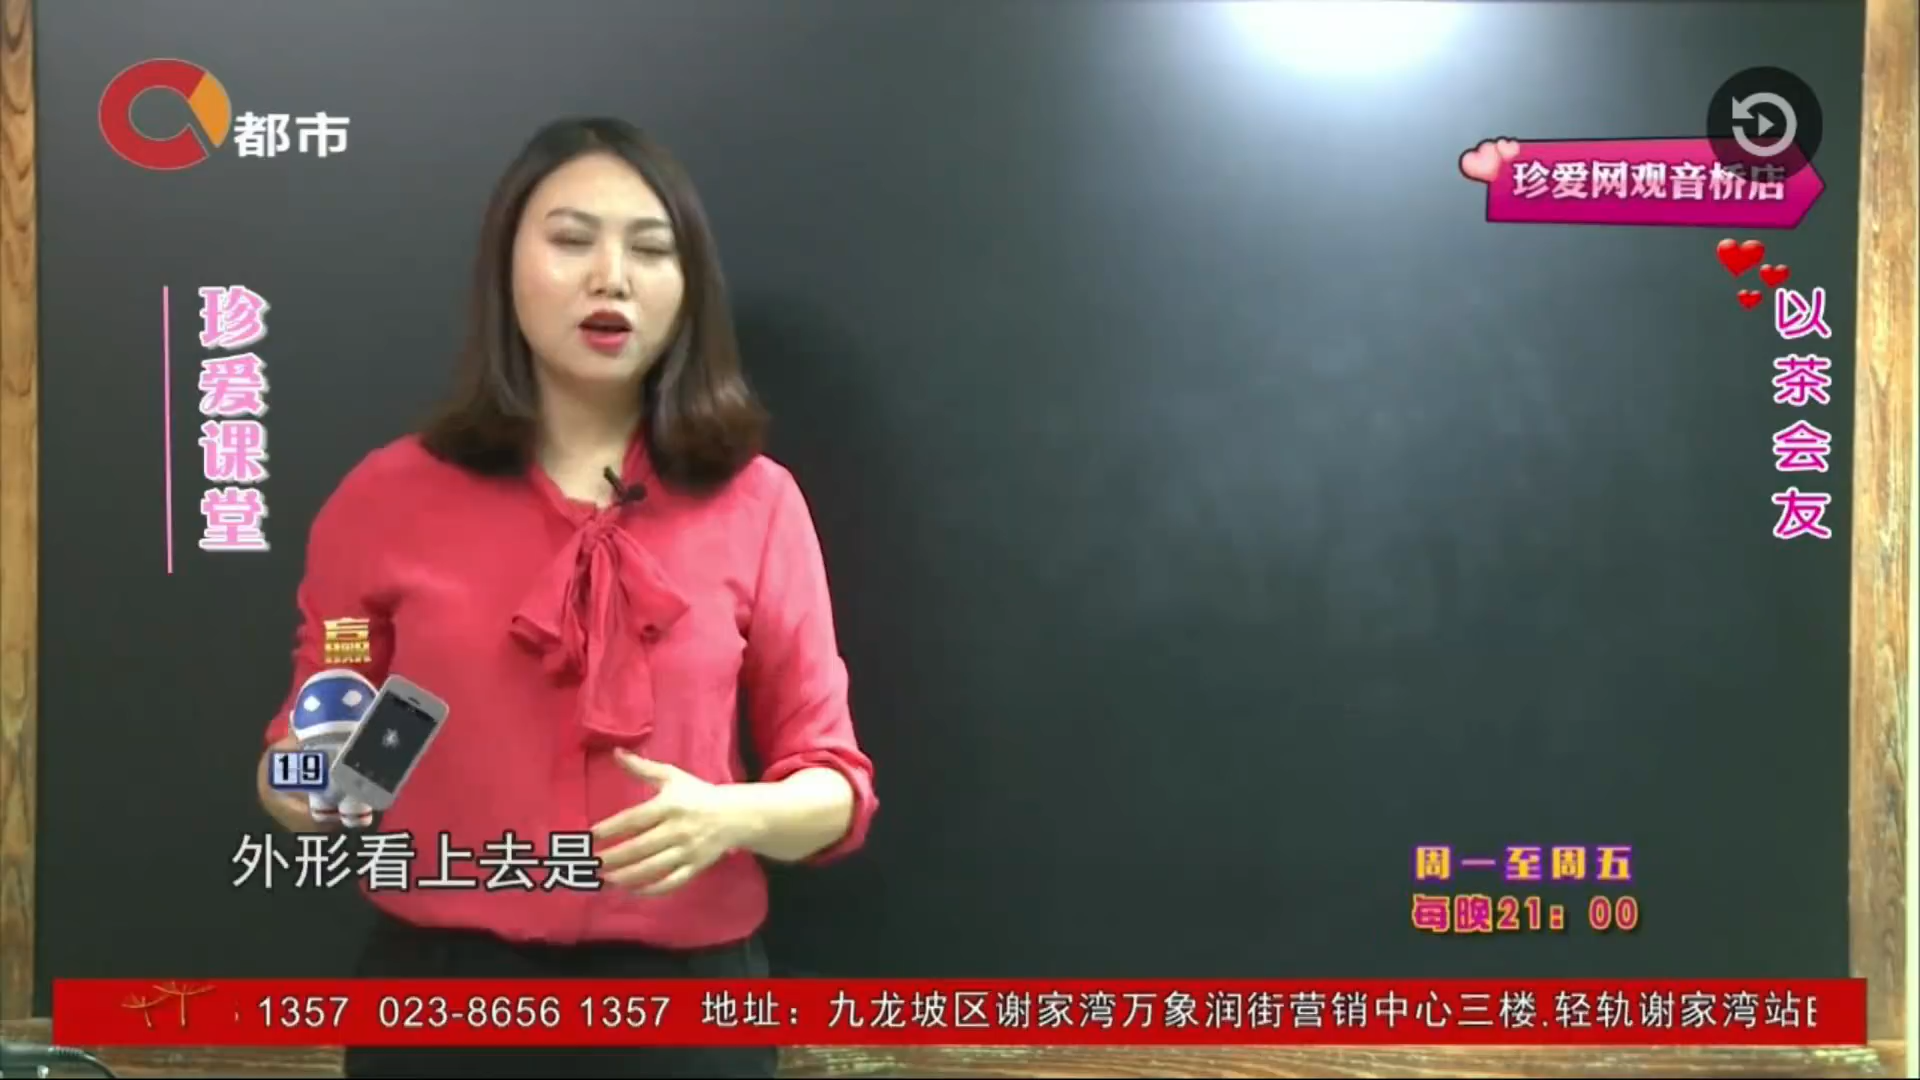 都市
珍爱网观音桥店
珍爱课堂
以茶会友
赢
19
外形看上去是
周一至周五
每晚21：00
1357 023-8656 1357 地址：九龙坡区谢家湾万象润街营销中心三楼.轻轨谢家湾站